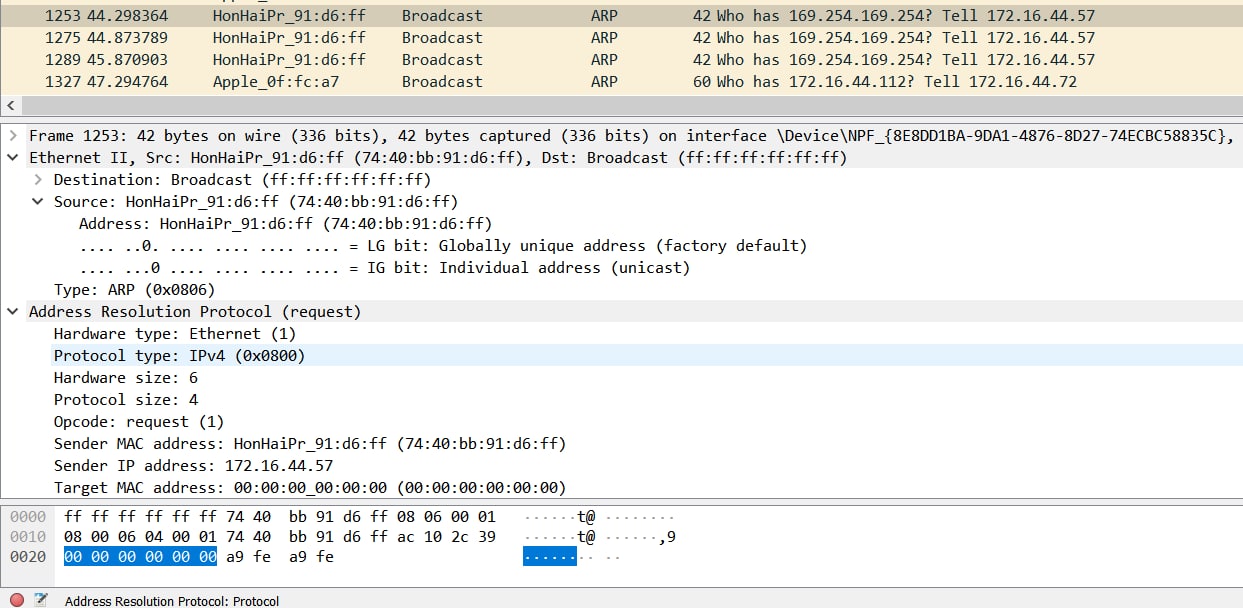 1253 44.298364 HonHaiPr_91:d6:ff Broadcast ARP 42 Who has 169.254.169.254? Tell 172.16.44.57
1275 44.873789 HonHaiPr_91:d6:ff Broadcast ARP 42 Who has 169.254.169.254? Tell 172.16.44.57
1289 45.870903 HonHaiPr_91:d6:ff Broadcast ARP 42 Who has 169.254.169.254? Tell 172.16.44.57
1327 47.294764 Apple_0f:fc:a7 Broadcast ARP 60 Who has 172.16.44.112? Tell 172.16.44.72
Frame 1253: 42 bytes on wire (336 bits), 42 bytes captured (336 bits) on interface \Device\NPF_{8E8DD1BA-9DA1-4876-8D27-74ECBC58835C},
Ethernet II, Src: HonHaiPr_91:d6:ff (74:40:bb:91:d6:ff), Dst: Broadcast (ff:ff:ff:ff:ff:ff)
Destination: Broadcast (ff:ff:ff:ff:ff:ff)
Source: HonHaiPr_91:d6:ff (74:40:bb:91:d6:ff)
Address: HonHaiPr_91:d6:ff (74:40:bb:91:d6:ff)
.... ..0. .... .... .... .... = LG bit: Globally unique address (factory default)
.... ...0 .... .... .... .... = IG bit: Individual address (unicast)
Type: ARP (0x0806)
Address Resolution Protocol (request)
Hardware type: Ethernet (1)
Protocol type: IPv4 (0x0800)
Hardware size: 6
Protocol size: 4
Opcode: request (1)
Sender MAC address: HonHaiPr_91:d6:ff (74:40:bb:91:d6:ff)
Sender IP address: 172.16.44.57
Target MAC address: 00:00:00_00:00:00 (00:00:00:00:00:00)
0000 ff ff ff ff ff ff 74 40 bb 91 d6 ff 08 06 00 01 ······t@ ········
0010 08 00 06 04 00 01 74 40 bb 91 d6 ff ac 10 2c 39 ······t@ ······,9
0020 00 00 00 00 00 00 a9 fe a9 fe ········ ··
Address Resolution Protocol: Protocol